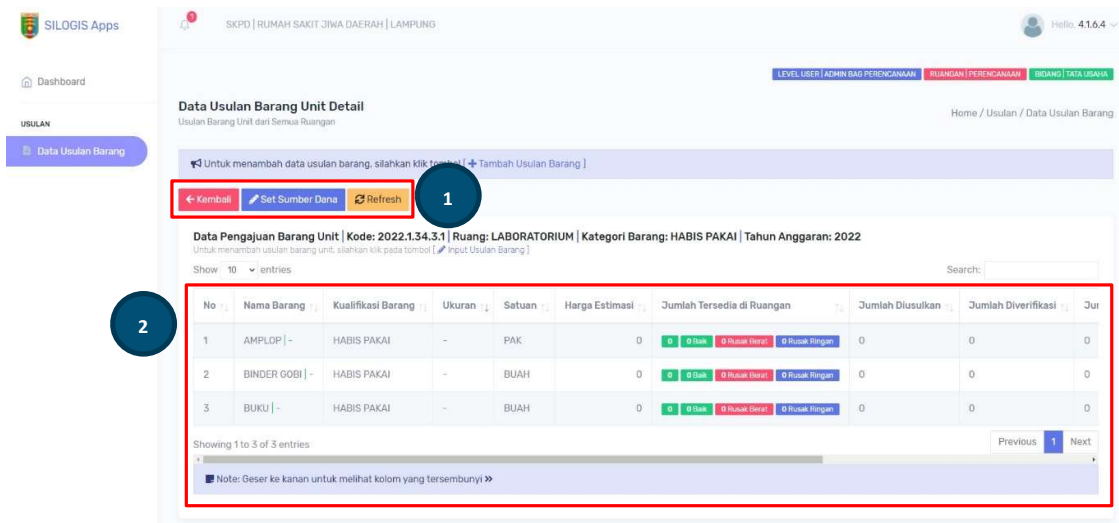 SILOGIS Apps
1
SKPD | RUMAH SAKIT JIWA DAERAH | LAMPUNG
Hello, 4.1.6.4
Dashboard
USULAN
Data Usulan Barang
LEVEL USER | ADMIN BAG PERENCANAAN
RUANGAN | PERENCANAAN
BIDANG | TATA USAHA
Data Usulan Barang Unit Detail
Usulan Barang Unit dari Semua Ruangan
Home / Usulan / Data Usulan Barang
Untuk menambah data usulan barang, silahkan klik tombol [ + Tambah Usulan Barang ]
Kembali
Set Sumber Dana
Refresh
1
Data Pengajuan Barang Unit | Kode: 2022.1.34.3.1 | Ruang: LABORATORIUM | Kategori Barang: HABIS PAKAI | Tahun Anggaran: 2022
Untuk menambah usulan barang unit, silahkan klik pada tombol [ Input Usulan Barang ]
Show 10 entries
Search:
2
No Nama Barang Kualifikasi Barang Ukuran Satuan Harga Estimasi Jumlah Tersedia di Ruangan Jumlah Diusulkan Jumlah Diverifikasi
1 AMPLOP | - HABIS PAKAI - PAK 0 0 0 Baik 0 Rusak Berat 0 Rusak Ringan 0 0 0
2 BINDER GOBI | - HABIS PAKAI - BUAH 0 0 0 Baik 0 Rusak Berat 0 Rusak Ringan 0 0 0
3 BUKU | - HABIS PAKAI - BUAH 0 0 0 Baik 0 Rusak Berat 0 Rusak Ringan 0 0 0
Showing 1 to 3 of 3 entries
Previous 1 Next
Note: Geser ke kanan untuk melihat kolom yang tersembunyi »